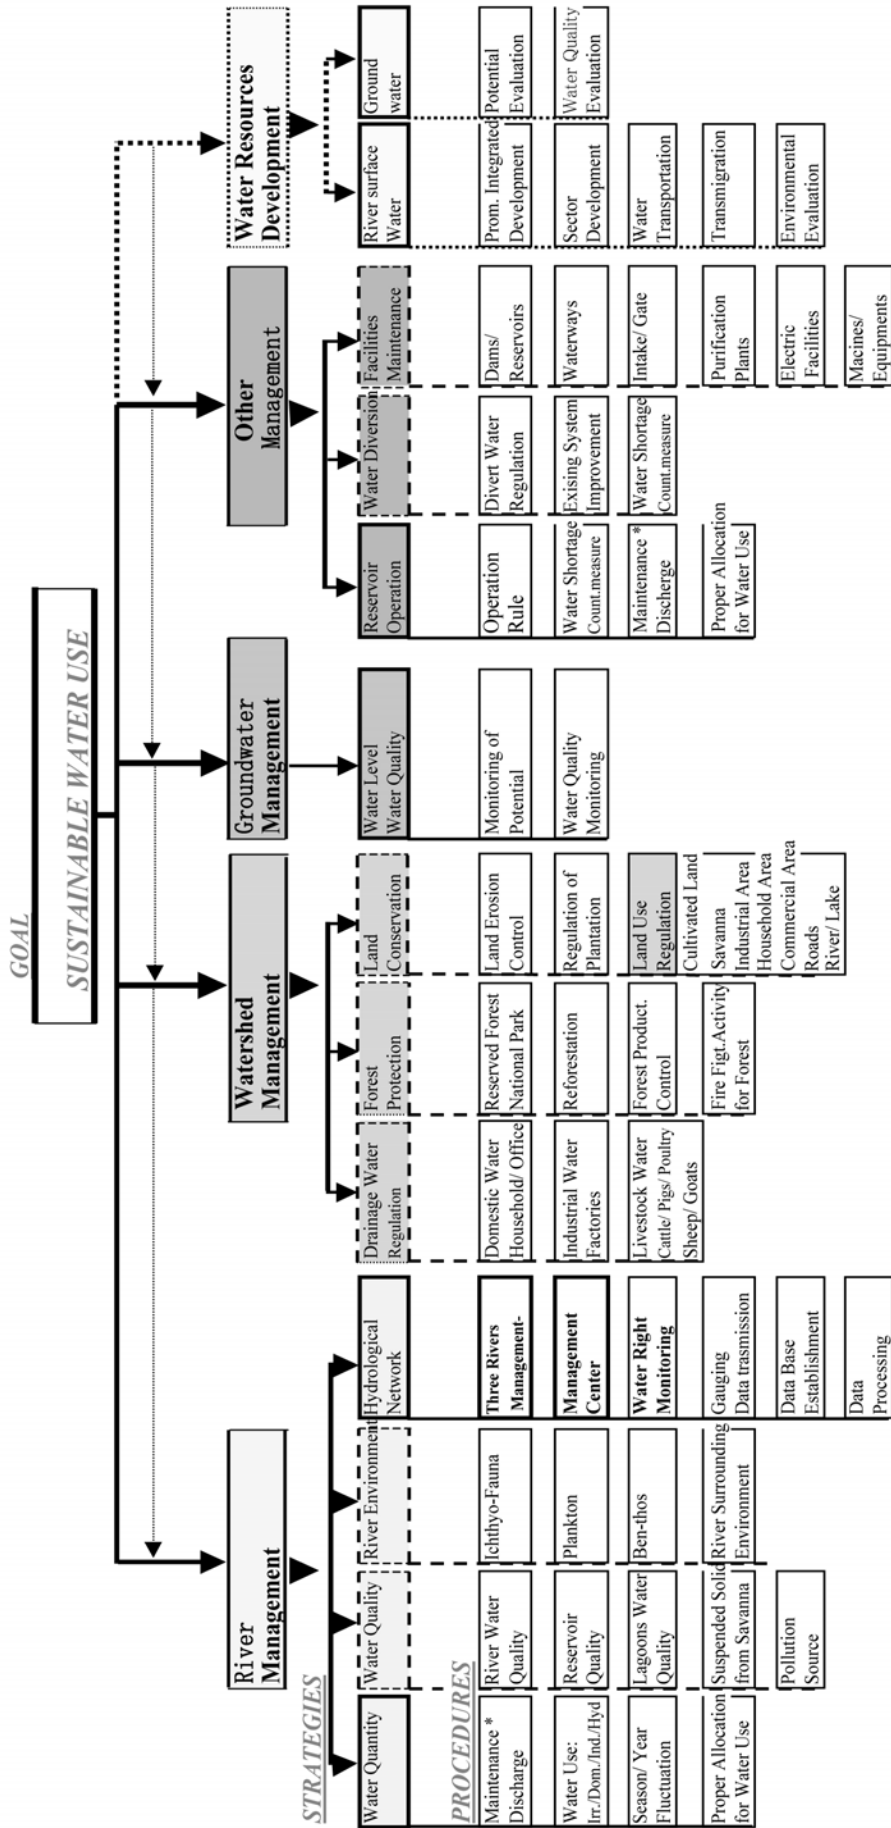 GOAL
SUSTAINABLE WATER USE
River
Management
Watershed
Management
Groundwater
Management
Other
Management
Water Resources
Development
STRATEGIES
Water Quantity
Water Quality
River Environment
Hydrological
Network
Drainage Water
Regulation
Forest
Protection
Land
Conservation
Water Level
Water Quality
Reservoir
Operation
Water Diversion
Facilities
Maintenance
River surface
Water
Ground
water
PROCEDURES
Maintenance *
Discharge
Water Use:
Irr./Dom./Ind./Hyd
Season/ Year
Fluctuation
Proper Allocation
for Water Use
River Water
Quality
Reservoir
Quality
Lagoons Water
Quality
Suspended Solid
from Savanna
Pollution
Source
Ichthyo-Fauna
Plankton
Ben-thos
River Surrounding
Environment
Three Rivers
Management-
Management
Center
Water Right
Monitoring
Gauging
Data trasmission
Data Base
Establishment
Data
Processing
Domestic Water
Household/ Office
Industrial Water
Factories
Livestock Water
Cattle/ Pigs/ Poultry
Sheep/ Goats
Reserved Forest
National Park
Reforestation
Forest Product.
Control
Fire Figt.Activity
for Forest
Land Erosion
Control
Regulation of
Plantation
Land Use
Regulation
Cultivated Land
Savanna
Industrial Area
Household Area
Commercial Area
Roads
River/ Lake
Monitoring of
Potential
Water Quality
Monitoring
Operation
Rule
Water Shortage
Count.measure
Maintenance *
Discharge
Proper Allocation
for Water Use
Divert Water
Regulation
Exising System
Improvement
Water Shortage
Count.measure
Dams/
Reservoirs
Waterways
Intake/ Gate
Purification
Plants
Electric
Facilities
Macines/
Equipments
Prom. Integrated
Development
Sector
Development
Water
Transportation
Transmigration
Environmental
Evaluation
Potential
Evaluation
Water Quality
Evaluation